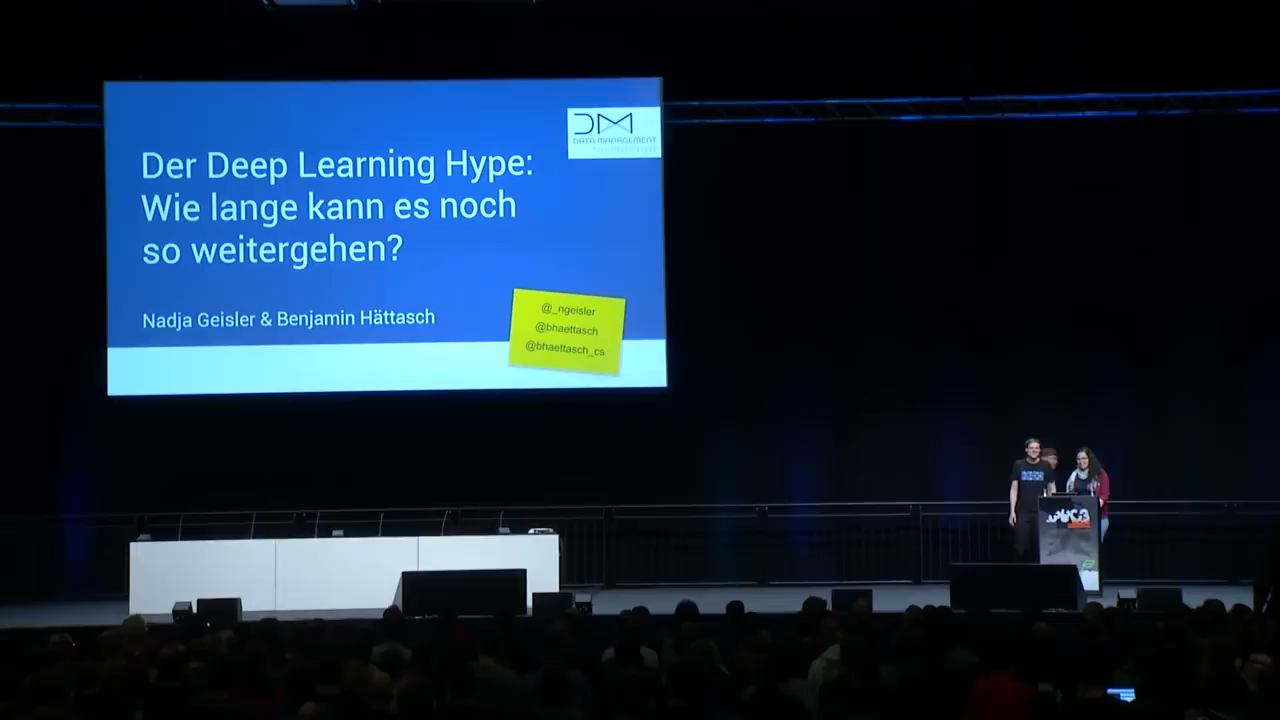 DATA MANAGEMENT
Der Deep Learning Hype:
Wie lange kann es noch
so weitergehen?
Nadja Geisler & Benjamin Hättasch
@_ngeisler
@bhaettasch
@bhaettasch_cs